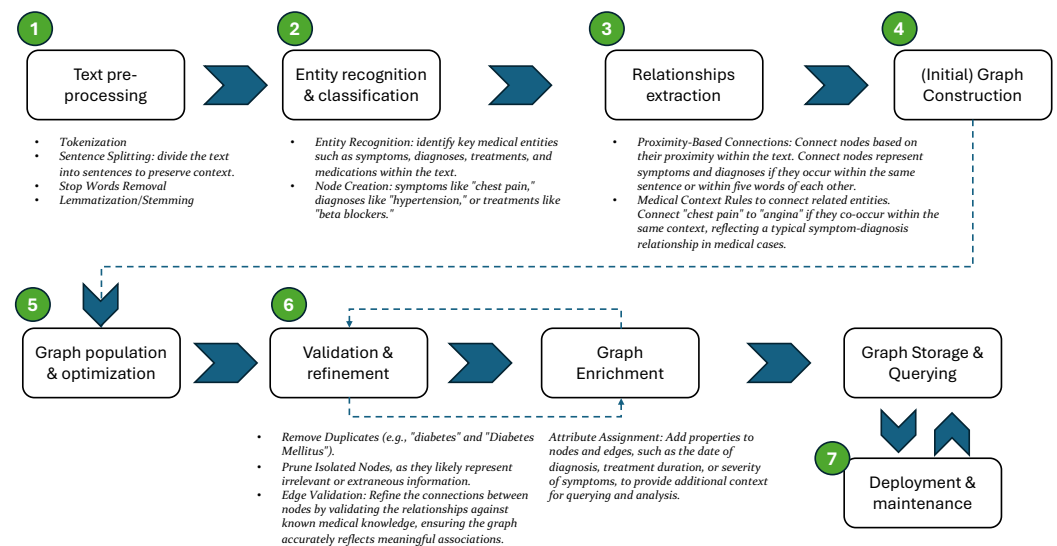 1
Text pre-
processing
• Tokenization
• Sentence Splitting: divide the text
into sentences to preserve context.
• Stop Words Removal
• Lemmatization/Stemming
2
Entity recognition
& classification
• Entity Recognition: identify key medical entities
such as symptoms, diagnoses, treatments, and
medications within the text.
• Node Creation: symptoms like "chest pain,"
diagnoses like "hypertension," or treatments like
"beta blockers."
3
Relationships
extraction
• Proximity-Based Connections: Connect nodes based on
their proximity within the text. Connect nodes represent
symptoms and diagnoses if they occur within the same
sentence or within five words of each other.
• Medical Context Rules to connect related entities.
Connect "chest pain" to "angina" if they co-occur within the
same context, reflecting a typical symptom-diagnosis
relationship in medical cases.
4
(Initial) Graph
Construction
5
Graph population
& optimization
6
Validation &
refinement
• Remove Duplicates (e.g., "diabetes" and "Diabetes
Mellitus").
• Prune Isolated Nodes, as they likely represent
irrelevant or extraneous information.
• Edge Validation: Refine the connections between
nodes by validating the relationships against
known medical knowledge, ensuring the graph
accurately reflects meaningful associations.
Graph
Enrichment
Attribute Assignment: Add properties to
nodes and edges, such as the date of
diagnosis, treatment duration, or severity
of symptoms, to provide additional context
for querying and analysis.
Graph Storage &
Querying
7
Deployment &
maintenance